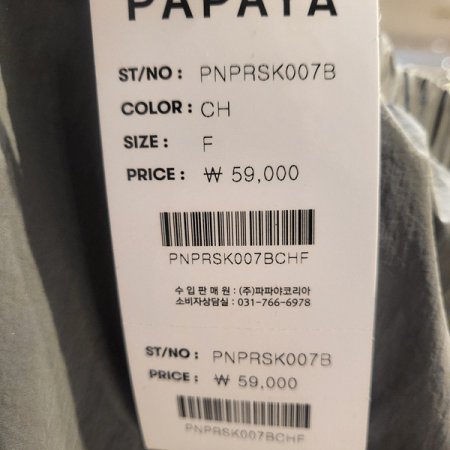 PAPAYA
ST/NO : PNPRSK007B
COLOR : CH
SIZE : F
PRICE : ₩ 59,000
PNPRSK007BCHF
수 입 판 매 원 : (주)파파야코리아
소비자상담실 : 031-766-6978
ST/NO : PNPRSK007B
PRICE : ₩ 59,000
PNPRSK007BCHF